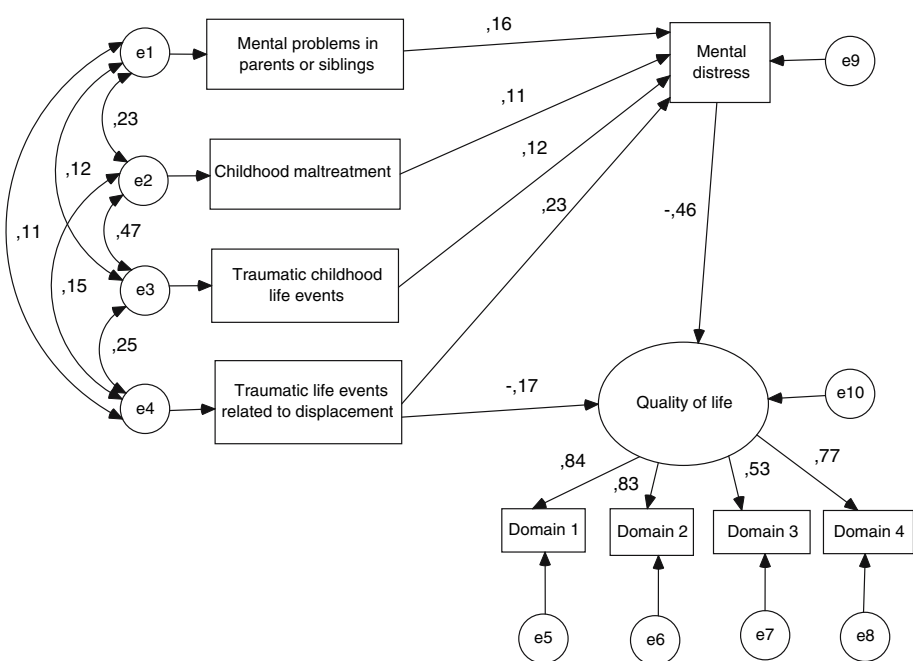 e1
Mental problems in
parents or siblings
,16
Mental
distress
e9
,23
,11
e2
Childhood maltreatment
,12
,12
,11
,47
,23
-,46
e3
Traumatic childhood
life events
,15
,25
e4
Traumatic life events
related to displacement
-,17
Quality of life
e10
,84
,83
,53
,77
Domain 1
Domain 2
Domain 3
Domain 4
e5
e6
e7
e8